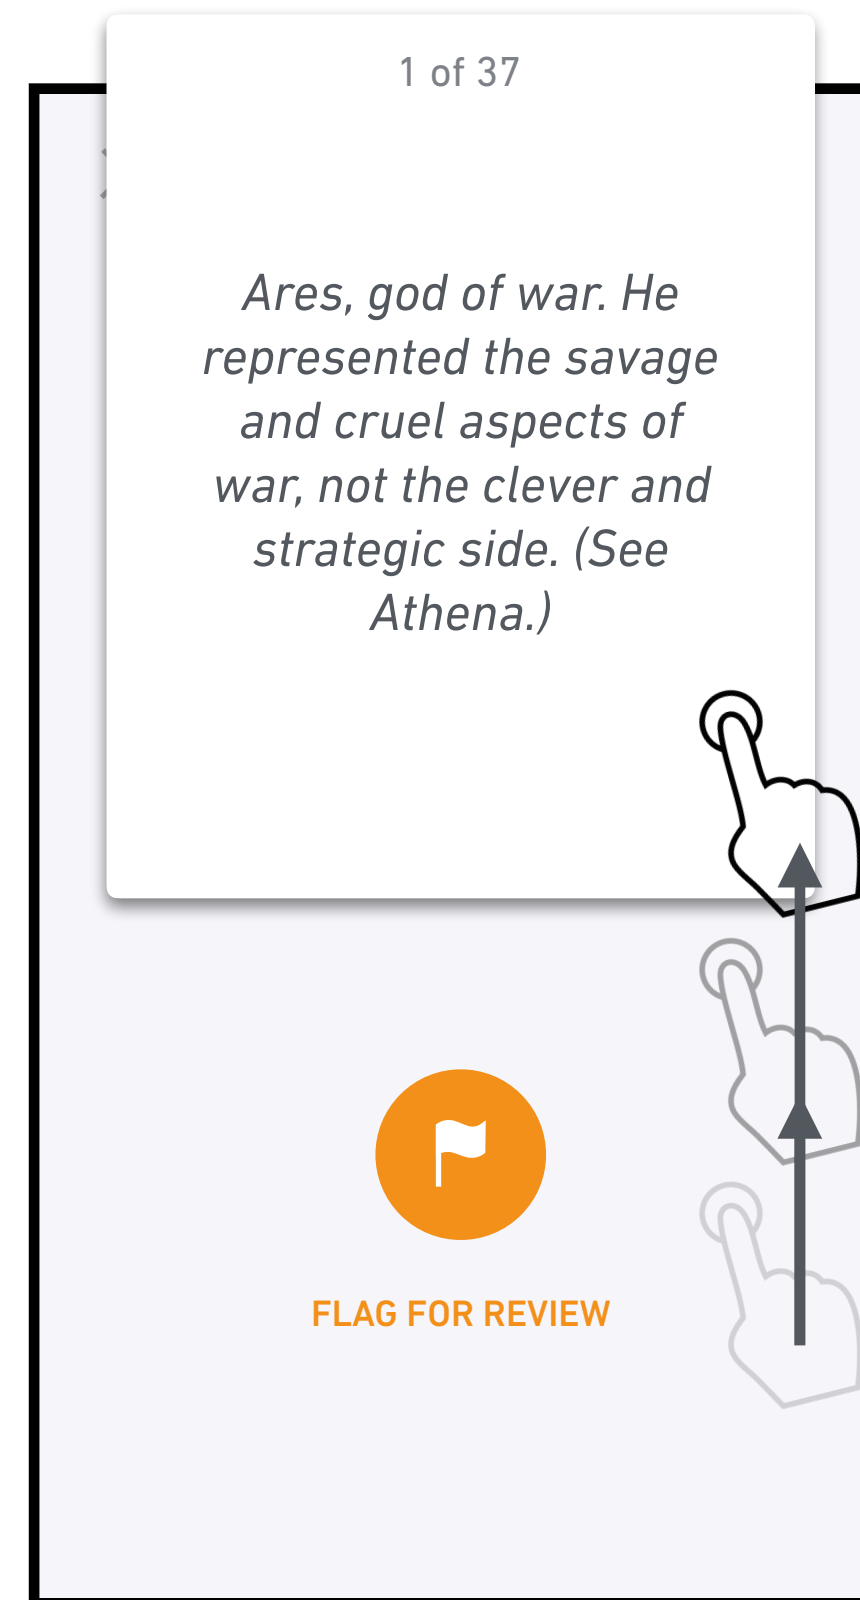 1 of 37
Ares, god of war. He
represented the savage
and cruel aspects of
war, not the clever and
strategic side. (See
Athena.)
FLAG FOR REVIEW